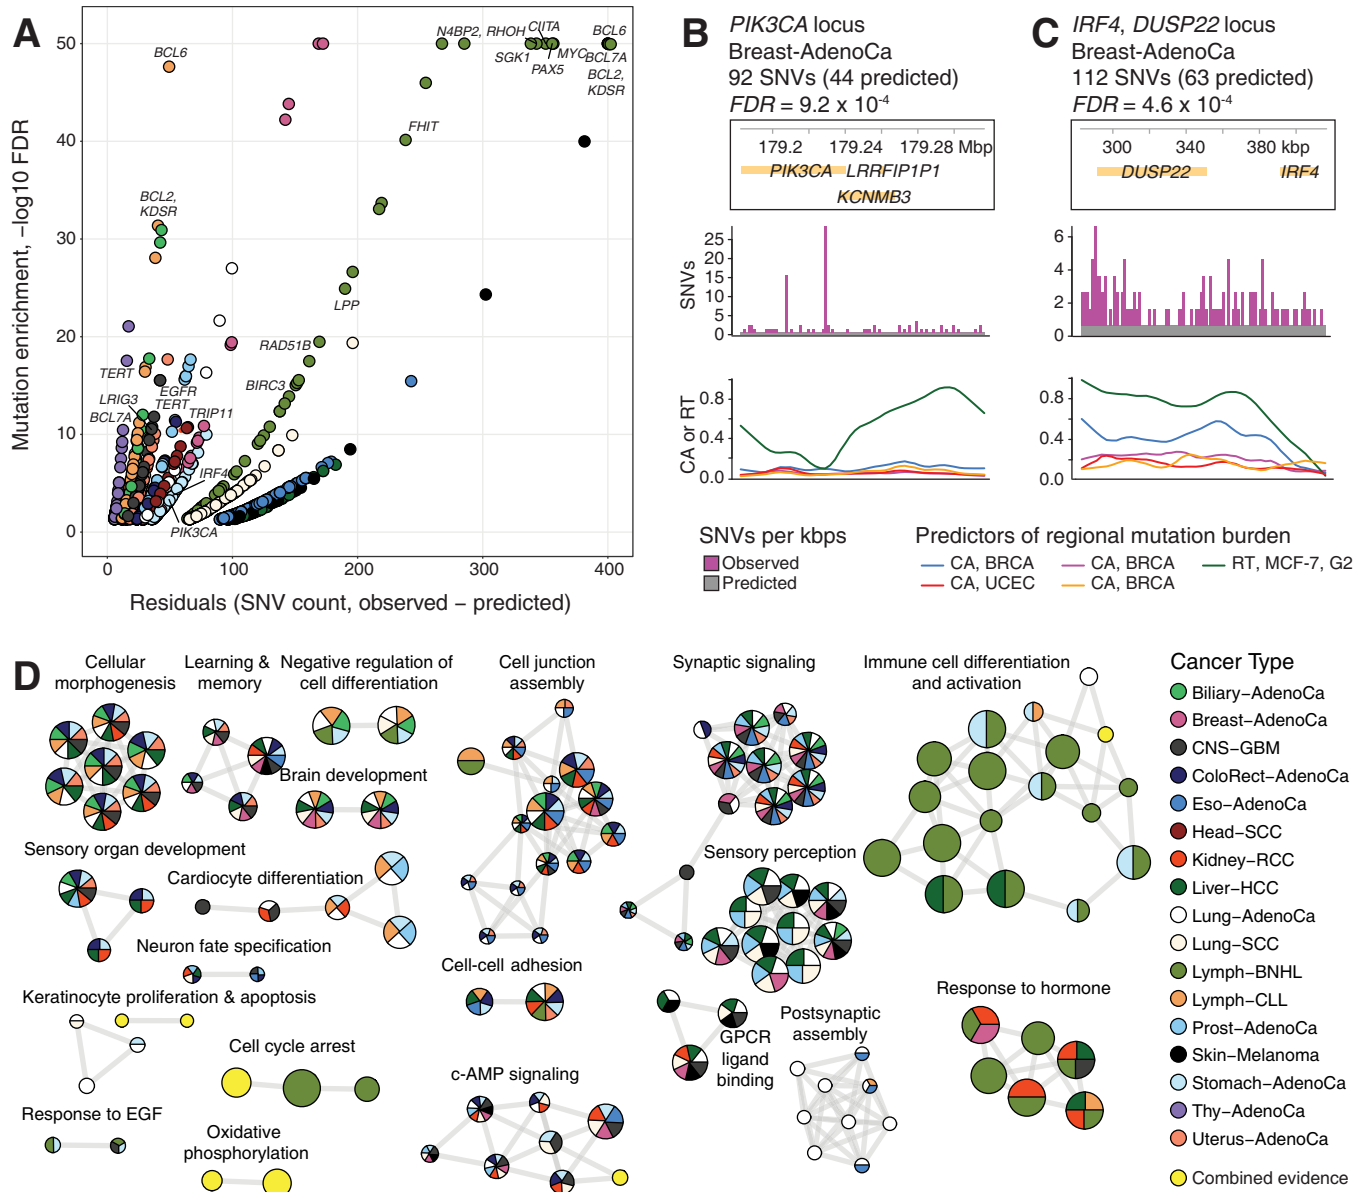 A
Mutation enrichment, −log10 FDR
50
40
30
20
10
0
0
100
200
300
400
Residuals (SNV count, observed − predicted)
BCL6
N4BP2, RHOH
CIITA
BCL6
SGK1
MYC
BCL7A
PAX5
BCL2,
KDSR
FHIT
BCL2,
KDSR
LPP
RAD51B
TERT
EGFR
BIRC3
LRIG3
TERT
BCL7A
TRIP11
IRF4
PIK3CA
B
PIK3CA locus
Breast-AdenoCa
92 SNVs (44 predicted)
FDR = 9.2 x 10-4
179.2
179.24
179.28 Mbp
PIK3CA
LRRFIP1P1
KCNMB3
SNVs
25
20
15
10
5
0
CA or RT
0.8
0.4
0.0
C
IRF4, DUSP22 locus
Breast-AdenoCa
112 SNVs (63 predicted)
FDR = 4.6 x 10-4
300
340
380 kbp
DUSP22
IRF4
6
4
2
0
0.8
0.4
0.0
SNVs per kbps
Observed
Predicted
Predictors of regional mutation burden
CA, BRCA
CA, BRCA
RT, MCF-7, G2
CA, UCEC
CA, BRCA
D
Cellular
morphogenesis
Learning &
memory
Negative regulation of
cell differentiation
Cell junction
assembly
Synaptic signaling
Immune cell differentiation
and activation
Brain development
Sensory organ development
Cardiocyte differentiation
Sensory perception
Neuron fate specification
Cell-cell adhesion
Keratinocyte proliferation & apoptosis
Response to hormone
Postsynaptic
assembly
GPCR
ligand
binding
Cell cycle arrest
c-AMP signaling
Response to EGF
Oxidative
phosphorylation
Cancer Type
Biliary−AdenoCa
Breast−AdenoCa
CNS−GBM
ColoRect−AdenoCa
Eso−AdenoCa
Head−SCC
Kidney−RCC
Liver−HCC
Lung−AdenoCa
Lung−SCC
Lymph−BNHL
Lymph−CLL
Prost−AdenoCa
Skin−Melanoma
Stomach−AdenoCa
Thy−AdenoCa
Uterus−AdenoCa
Combined evidence